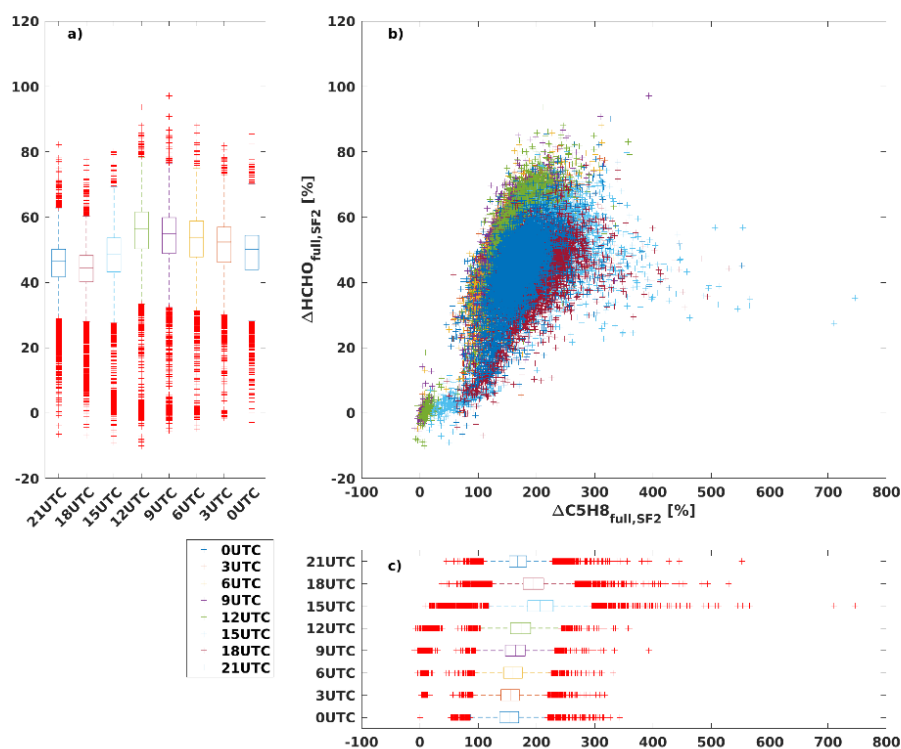 a)
120
100
80
60
40
20
0
-20
21UTC 18UTC 15UTC 12UTC 9UTC 6UTC 3UTC 0UTC
b)
ΔHCHO_full,SF2 [%]
120
100
80
60
40
20
0
-20
-100 0 100 200 300 400 500 600 700 800
ΔC5H8_full,SF2 [%]
0UTC
3UTC
6UTC
9UTC
12UTC
15UTC
18UTC
21UTC
c)
21UTC
18UTC
15UTC
12UTC
9UTC
6UTC
3UTC
0UTC
-100 0 100 200 300 400 500 600 700 800